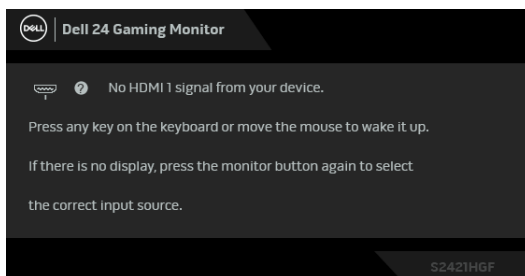 DELL
Dell 24 Gaming Monitor
? No HDMI 1 signal from your device.
Press any key on the keyboard or move the mouse to wake it up.
If there is no display, press the monitor button again to select
the correct input source.
S2421HGF